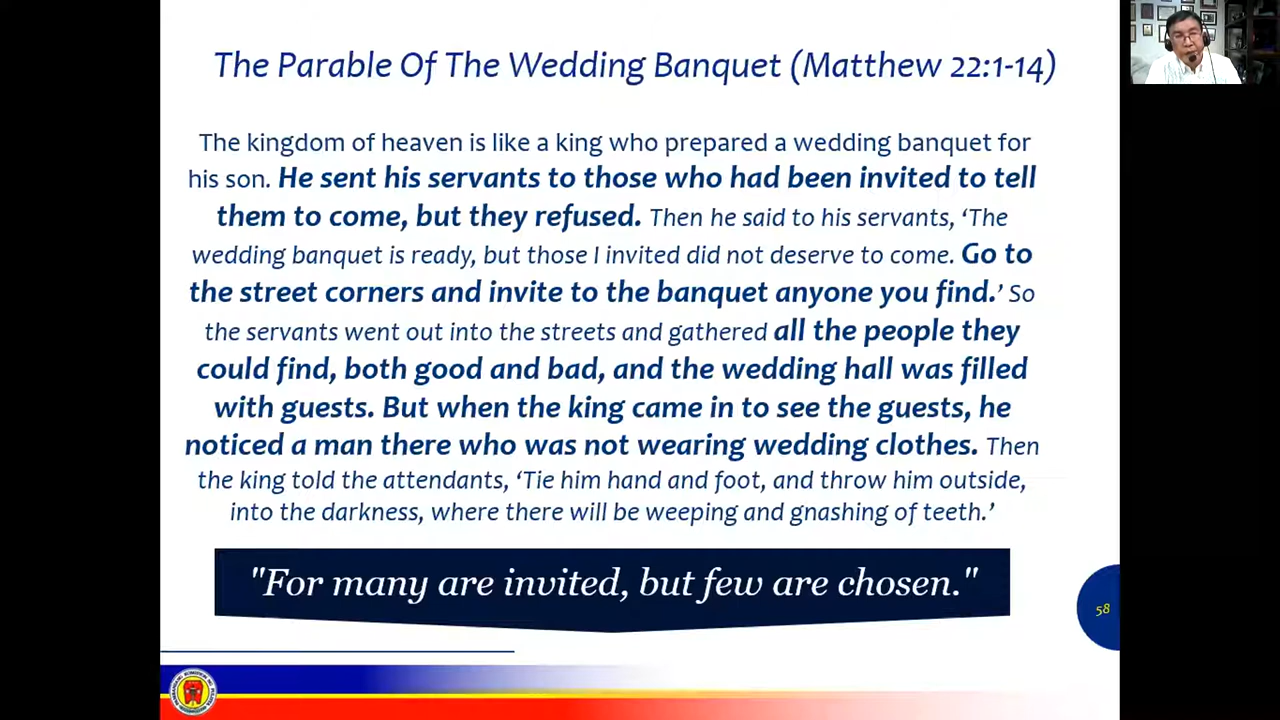 The Parable Of The Wedding Banquet (Matthew 22:1-14)
The kingdom of heaven is like a king who prepared a wedding banquet for
his son. He sent his servants to those who had been invited to tell
them to come, but they refused. Then he said to his servants, ‘The
wedding banquet is ready, but those I invited did not deserve to come. Go to
the street corners and invite to the banquet anyone you find.’ So
the servants went out into the streets and gathered all the people they
could find, both good and bad, and the wedding hall was filled
with guests. But when the king came in to see the guests, he
noticed a man there who was not wearing wedding clothes. Then
the king told the attendants, ‘Tie him hand and foot, and throw him outside,
into the darkness, where there will be weeping and gnashing of teeth.’
"For many are invited, but few are chosen."
58